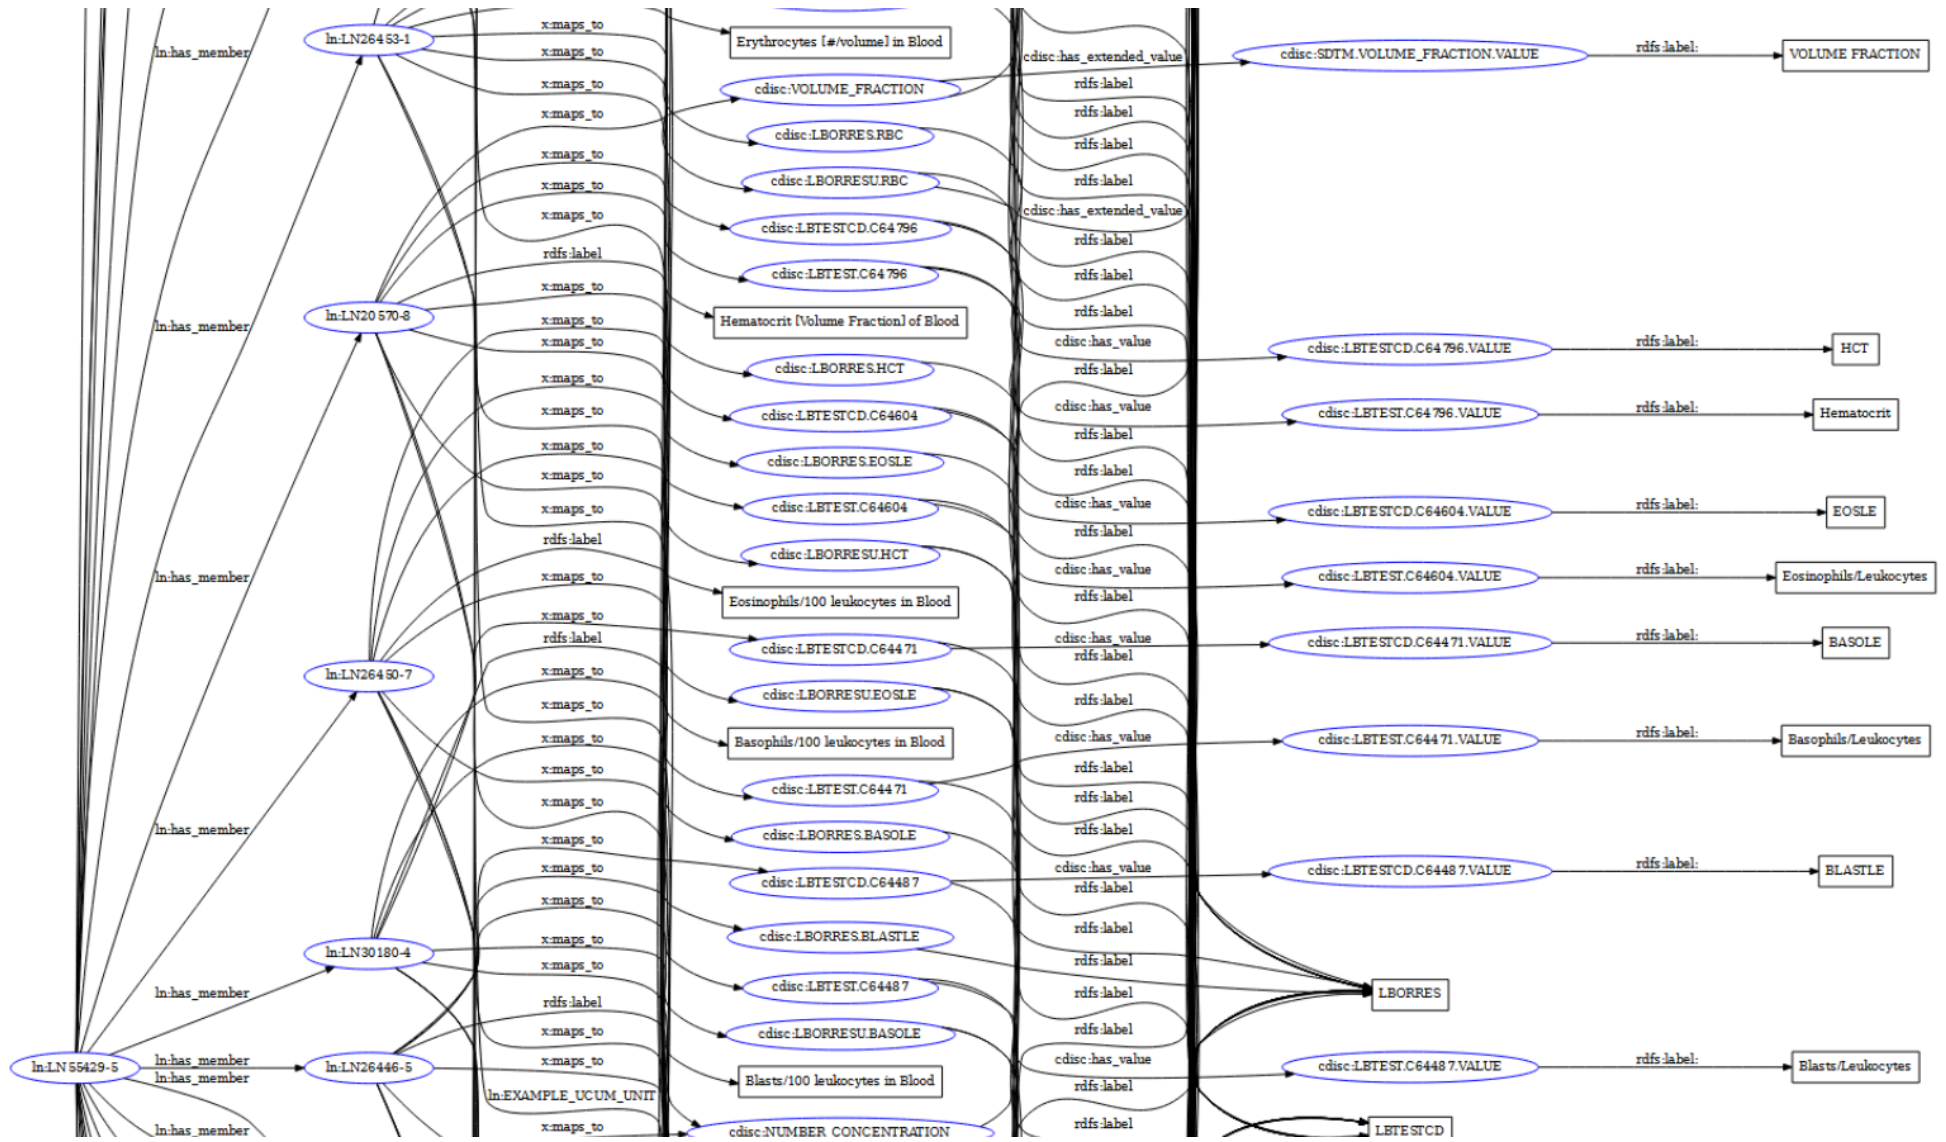 ln:has_member
ln:LN26453-1
x:maps_to
x:maps_to
x:maps_to
x:maps_to
Erythrocytes [#/volume] in Blood
cdisc:has_extended_value
cdisc:SDTM.VOLUME_FRACTION.VALUE
rdfs:label:
VOLUME FRACTION
cdisc:VOLUME_FRACTION
rdfs:label
rdfs:label
cdisc:LBORRES.RBC
rdfs:label
x:maps_to
x:maps_to
cdisc:LBORRESU.RBC
rdfs:label
x:maps_to
cdisc:has_extended_value
cdisc:LBTESTCD.C64796
rdfs:label
rdfs:label
cdisc:LBTEST.C64796
rdfs:label
x:maps_to
rdfs:label
ln:has_member
ln:LN20570-8
x:maps_to
x:maps_to
Hematocrit [Volume Fraction] of Blood
cdisc:has_value
cdisc:LBTESTCD.C64796.VALUE
rdfs:label:
HCT
cdisc:LBORRES.HCT
rdfs:label
x:maps_to
x:maps_to
cdisc:LBTESTCD.C64604
cdisc:has_value
cdisc:LBTEST.C64796.VALUE
rdfs:label:
Hematocrit
rdfs:label
x:maps_to
cdisc:LBORRES.EOSLE
rdfs:label
x:maps_to
x:maps_to
cdisc:LBTEST.C64604
cdisc:has_value
cdisc:LBTESTCD.C64604.VALUE
rdfs:label:
EOSLE
rdfs:label
rdfs:label
cdisc:LBORRESU.HCT
ln:has_member
x:maps_to
cdisc:has_value
cdisc:LBTEST.C64604.VALUE
rdfs:label:
Eosinophils/Leukocytes
Eosinophils/100 leukocytes in Blood
rdfs:label
x:maps_to
rdfs:label
cdisc:LBTESTCD.C64471
cdisc:has_value
cdisc:LBTESTCD.C64471.VALUE
rdfs:label:
BASOLE
rdfs:label
ln:LN26450-7
x:maps_to
cdisc:LBORRESU.EOSLE
rdfs:label
x:maps_to
x:maps_to
Basophils/100 leukocytes in Blood
cdisc:has_value
cdisc:LBTEST.C64471.VALUE
rdfs:label:
Basophils/Leukocytes
x:maps_to
rdfs:label
cdisc:LBTEST.C64471
rdfs:label
x:maps_to
ln:has_member
x:maps_to
cdisc:LBORRES.BASOLE
rdfs:label
x:maps_to
cdisc:LBTESTCD.C64487
cdisc:has_value
cdisc:LBTESTCD.C64487.VALUE
rdfs:label:
BLASTLE
rdfs:label
x:maps_to
cdisc:LBORRES.BLASTLE
rdfs:label
ln:LN30180-4
x:maps_to
x:maps_to
rdfs:label
cdisc:LBTEST.C64487
rdfs:label
LBORRES
ln:has_member
rdfs:label
x:maps_to
cdisc:LBORRESU.BASOLE
rdfs:label
ln:LN55429-5
ln:has_member
ln:has_member
ln:LN26446-5
x:maps_to
cdisc:has_value
cdisc:LBTEST.C64487.VALUE
rdfs:label:
Blasts/Leukocytes
Blasts/100 leukocytes in Blood
rdfs:label
ln:EXAMPLE_UCUM_UNIT
ln:has_member
x:maps_to
cdisc:NUMBER_CONCENTRATION
rdfs:label
LBTESTCD